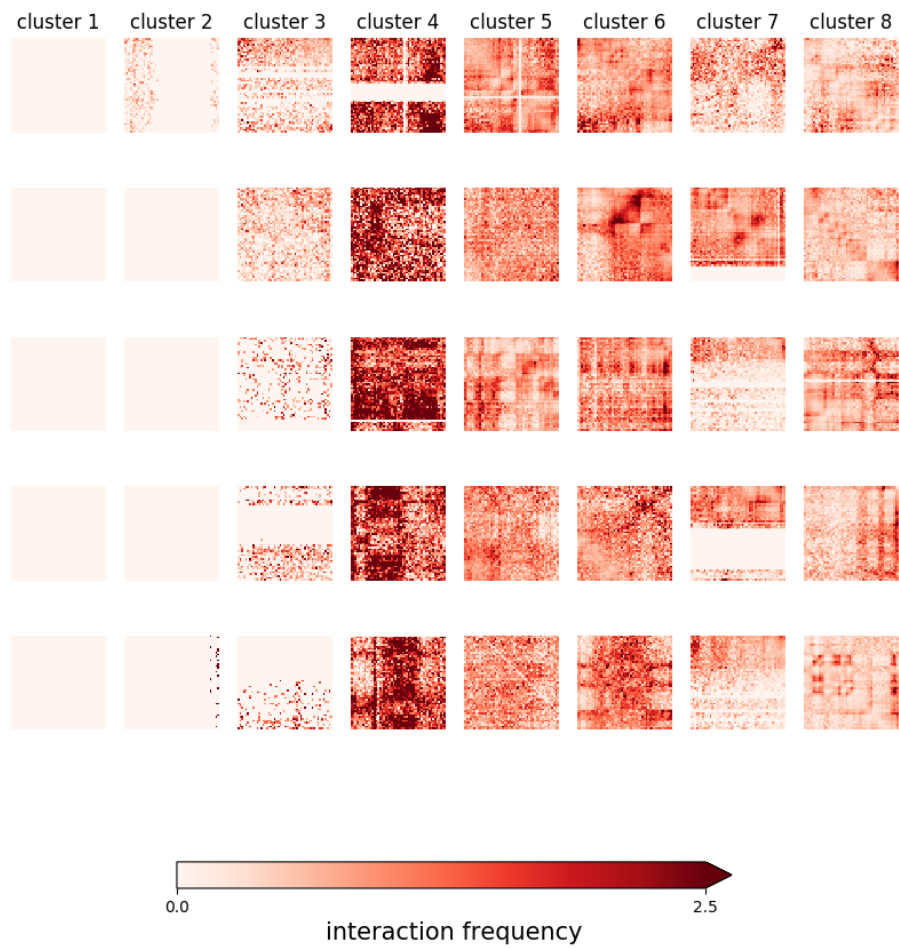 cluster 1 cluster 2 cluster 3 cluster 4 cluster 5 cluster 6 cluster 7 cluster 8
0.0 2.5
interaction frequency